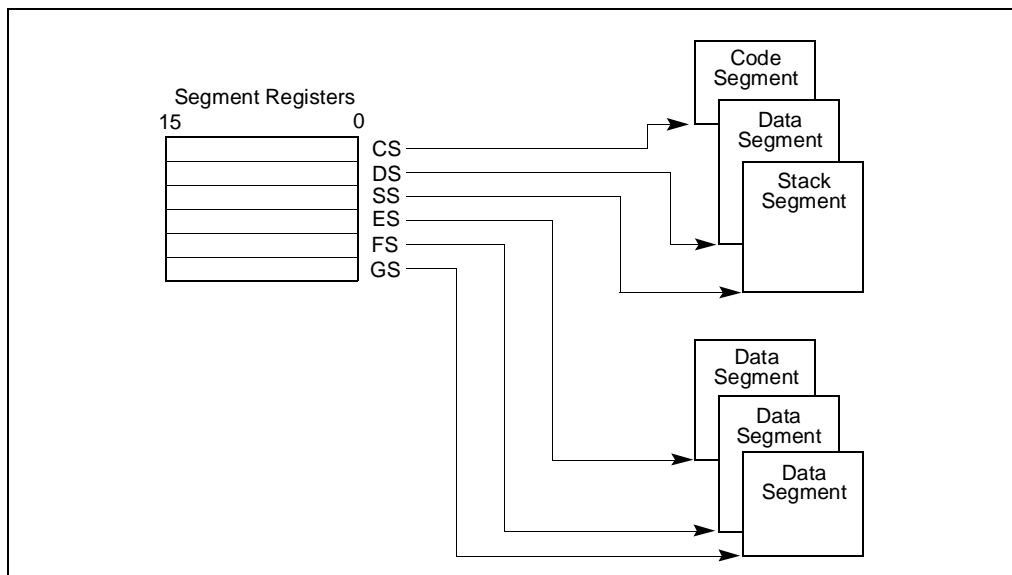 Segment Registers
15 0
CS
DS
SS
ES
FS
GS
Code
Segment
Data
Segment
Stack
Segment
Data
Segment
Data
Segment
Data
Segment